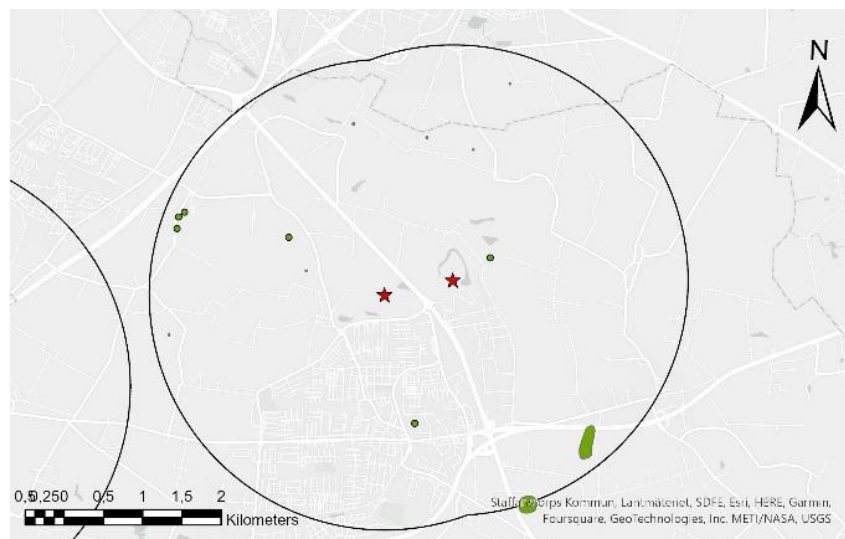 N
0,5 0,25 0 0,5 1 1,5 2
Kilometers
Kommun, Lantmäteriet, SDFE, Esri, HERE, Garmin,
Foursquare, GeoTechnologies, Inc. METI/NASA, USGS